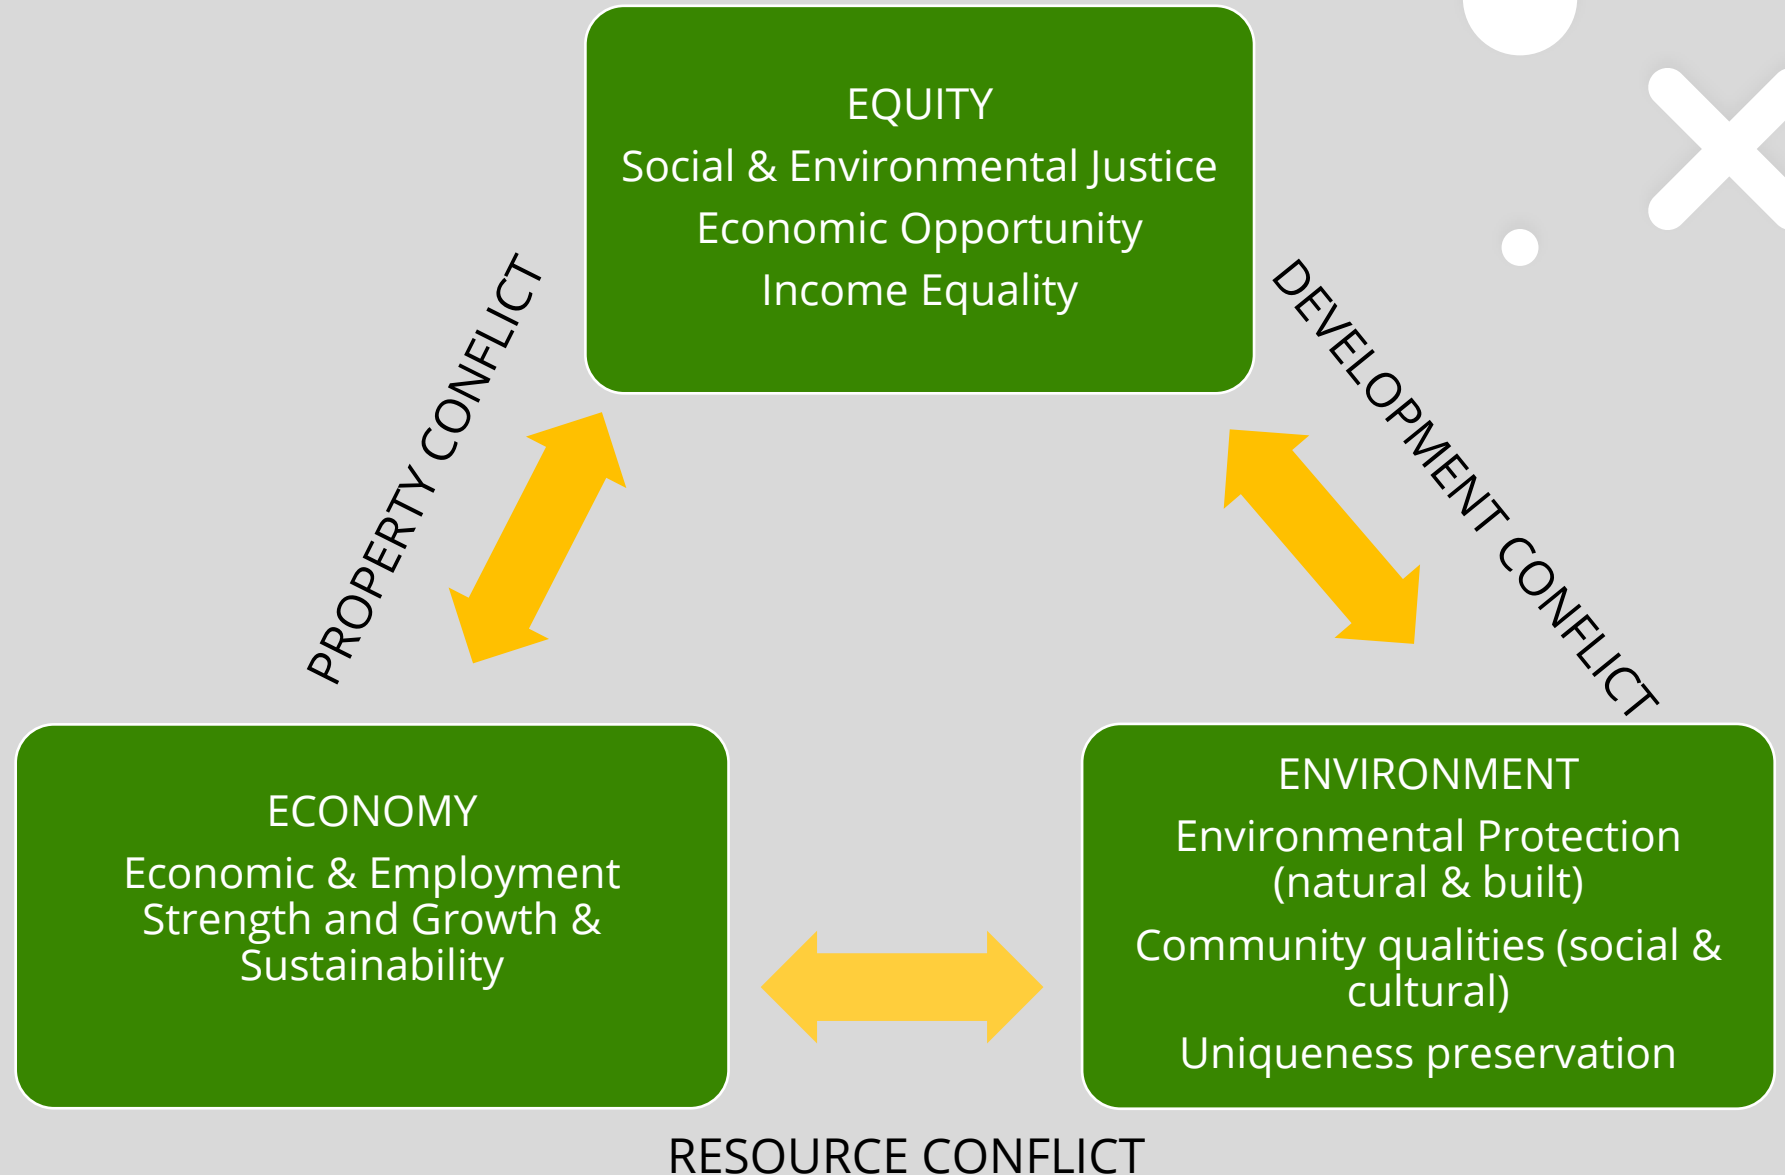 EQUITY
Social & Environmental Justice
Economic Opportunity
Income Equality
PROPERTY CONFLICT
DEVELOPMENT CONFLICT
ECONOMY
Economic & Employment
Strength and Growth &
Sustainability
ENVIRONMENT
Environmental Protection
(natural & built)
Community qualities (social &
cultural)
Uniqueness preservation
RESOURCE CONFLICT